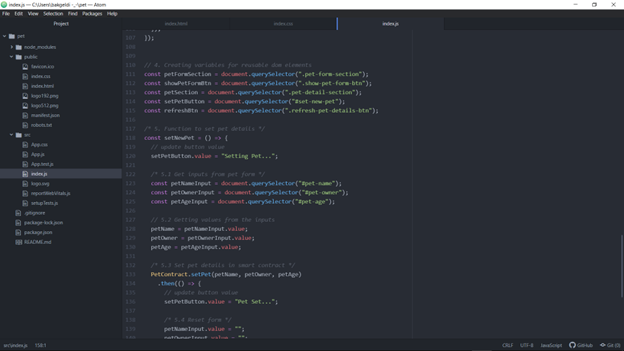 index.js — C:\Users\bakge\dl -_-\pet — Atom
File Edit View Selection Find Packages Help
Project
index.html
index.css
index.js
pet
node_modules
public
favicon.ico
index.css
index.html
logo192.png
logo512.png
manifest.json
robots.txt
src
App.css
App.js
App.test.js
index.js
logo.svg
reportWebVitals.js
setupTests.js
.gitignore
package-lock.json
package.json
README.md
107 });
108
109
110 // 4. Creating variables for reusable dom elements
111 const petFormSection = document.querySelector(".pet-form-section");
112 const showPetFormBtn = document.querySelector(".show-pet-form-btn");
113 const petSection = document.querySelector(".pet-detail-section");
114 const setPetButton = document.querySelector("#set-new-pet");
115 const refreshBtn = document.querySelector(".refresh-pet-details-btn");
116
117 /* 5. Function to set pet details */
118 const setNewPet = () => {
119 // update button value
120 setPetButton.value = "Setting Pet...";
121
122 /* 5.1 Get inputs from pet form */
123 const petNameInput = document.querySelector("#pet-name");
124 const petOwnerInput = document.querySelector("#pet-owner");
125 const petAgeInput = document.querySelector("#pet-age");
126
127 // 5.2 Getting values from the inputs
128 petName = petNameInput.value;
129 petOwner = petOwnerInput.value;
130 petAge = petAgeInput.value;
131
132 /* 5.3 Set pet details in smart contract */
133 PetContract.setPet(petName, petOwner, petAge)
134 .then(() => {
135 // update button value
136 setPetButton.value = "Pet Set...";
137
138 /* 5.4 Reset form */
139 petNameInput.value = "";
140 petOwnerInput.value = "";
src\index.js 158:1
CRLF UTF-8 JavaScript GitHub Git (0)